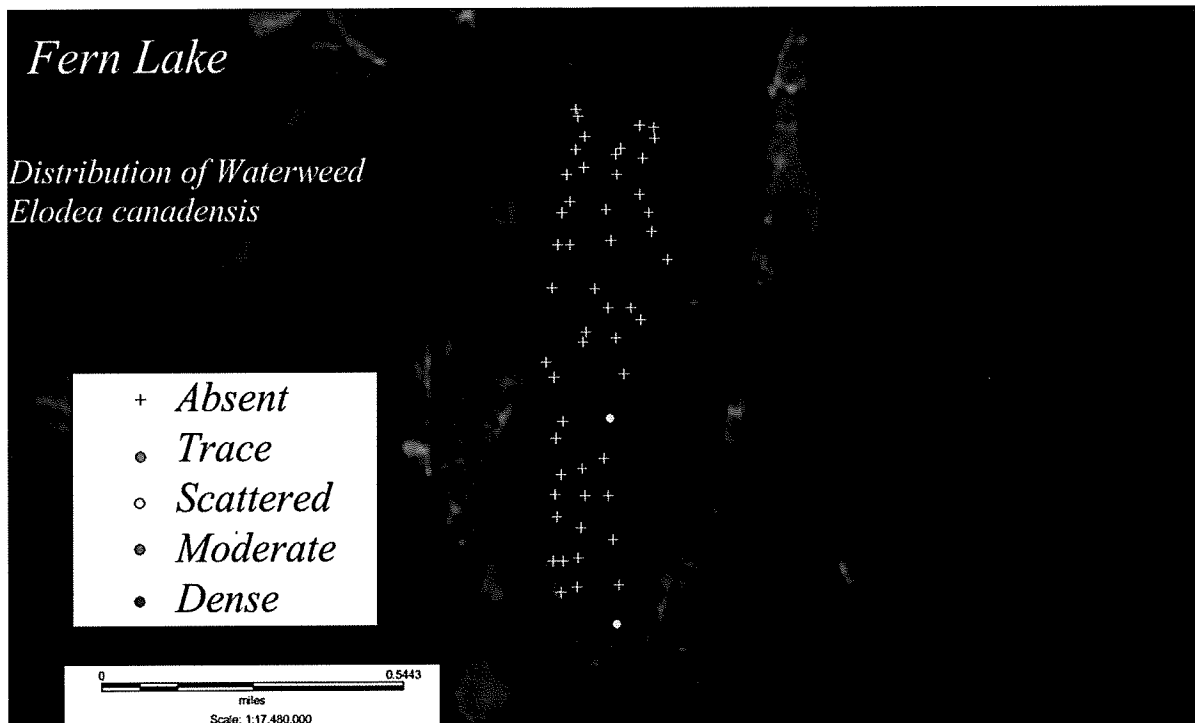 Fern Lake
Distribution of Waterweed
Elodea canadensis
Absent
Trace
Scattered
Moderate
Dense
0 0.5443
miles
Scale: 1:17,480.000